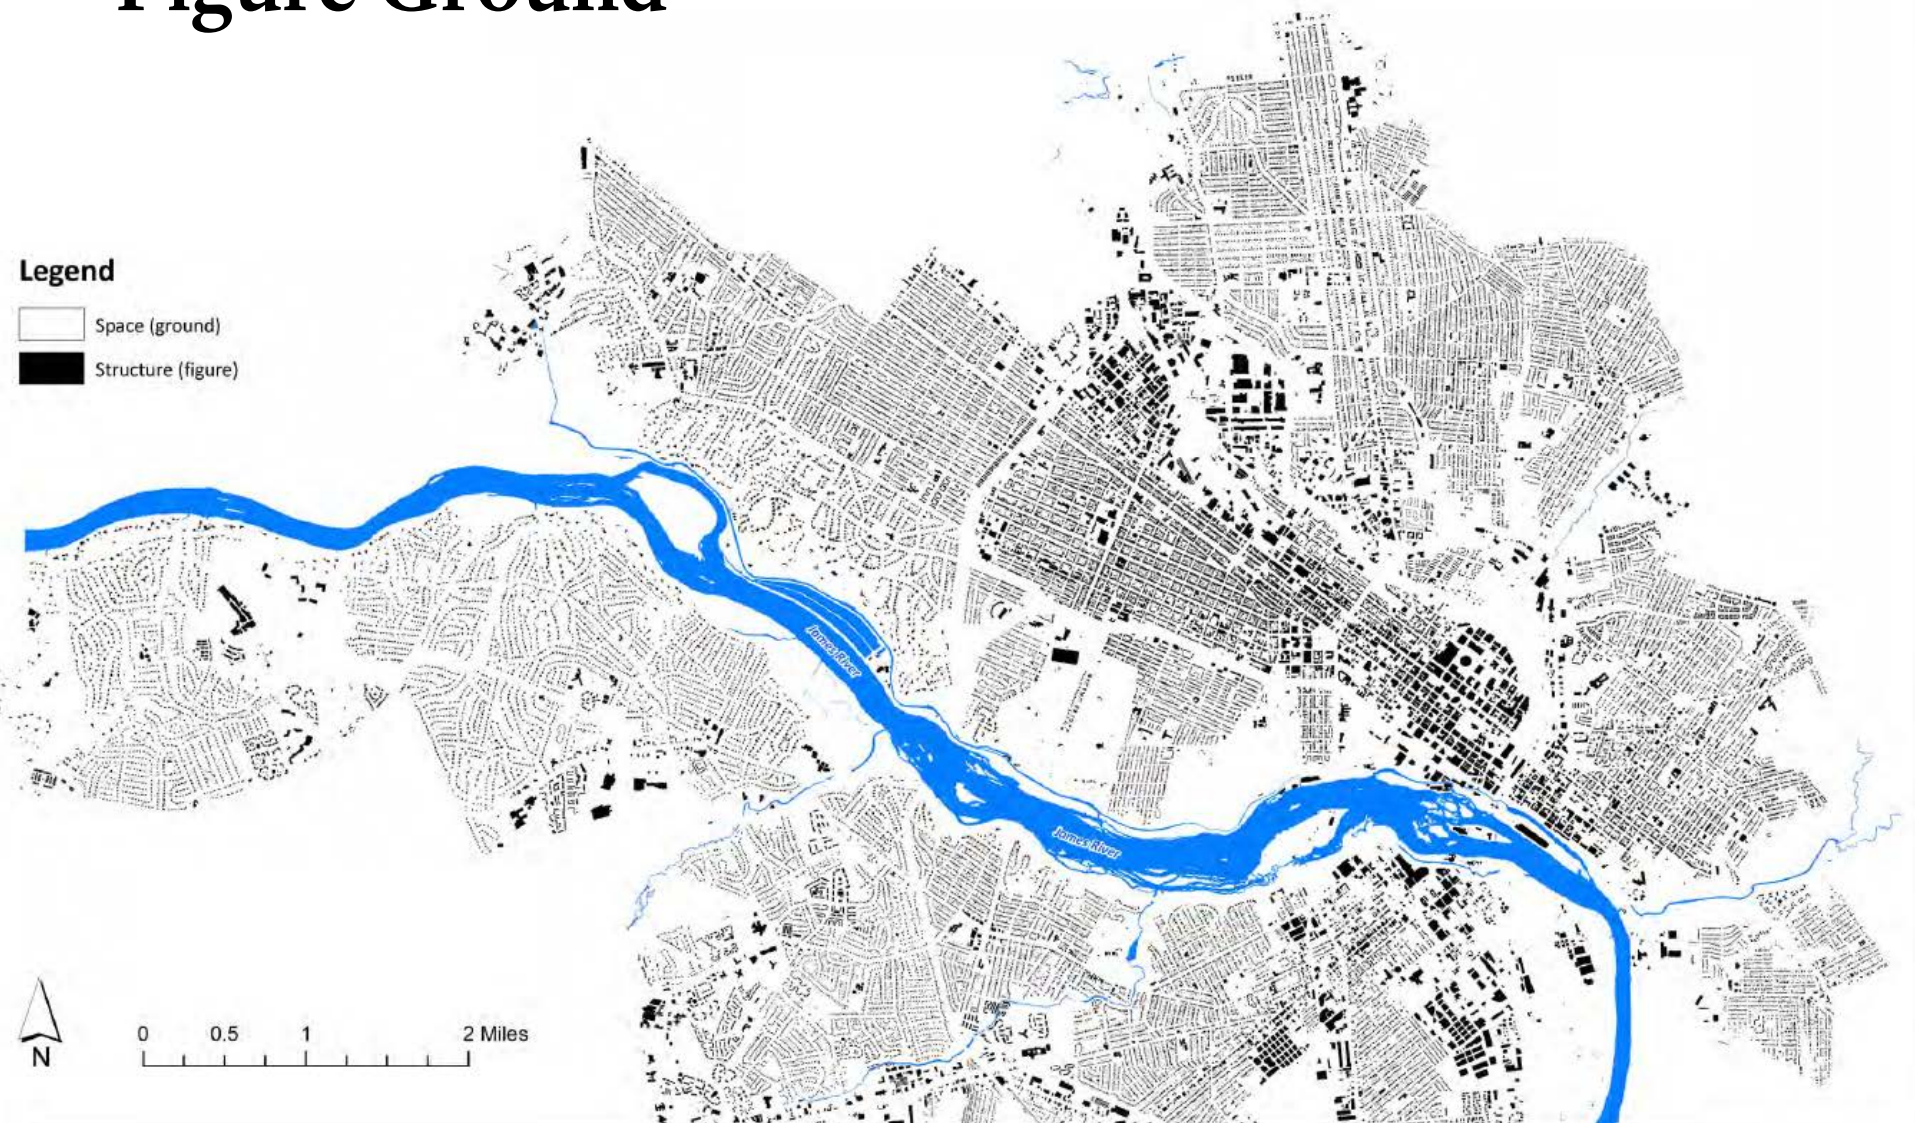 Figure Ground
Legend
Space (ground)
Structure (figure)
James River
James River
0 0.5 1 2 Miles
N